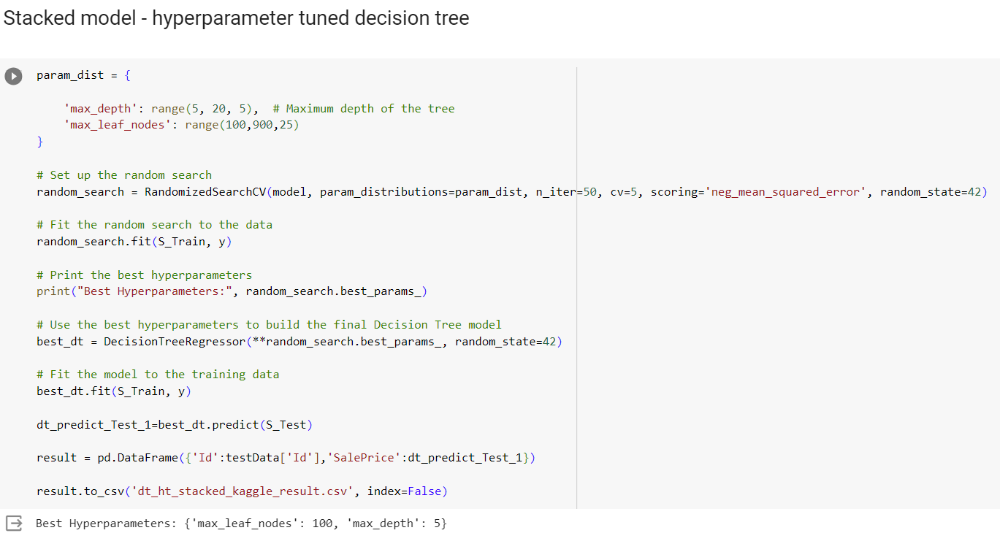 Stacked model - hyperparameter tuned decision tree
param_dist = {
'max_depth': range(5, 20, 5),  # Maximum depth of the tree
'max_leaf_nodes': range(100,900,25)
}
# Set up the random search
random_search = RandomizedSearchCV(model, param_distributions=param_dist, n_iter=50, cv=5, scoring='neg_mean_squared_error', random_state=42)
# Fit the random search to the data
random_search.fit(S_Train, y)
# Print the best hyperparameters
print("Best Hyperparameters:", random_search.best_params_)
# Use the best hyperparameters to build the final Decision Tree model
best_dt = DecisionTreeRegressor(**random_search.best_params_, random_state=42)
# Fit the model to the training data
best_dt.fit(S_Train, y)
dt_predict_Test_1=best_dt.predict(S_Test)
result = pd.DataFrame({'Id':testData['Id'],'SalePrice':dt_predict_Test_1})
result.to_csv('dt_ht_stacked_kaggle_result.csv', index=False)
Best Hyperparameters: {'max_leaf_nodes': 100, 'max_depth': 5}